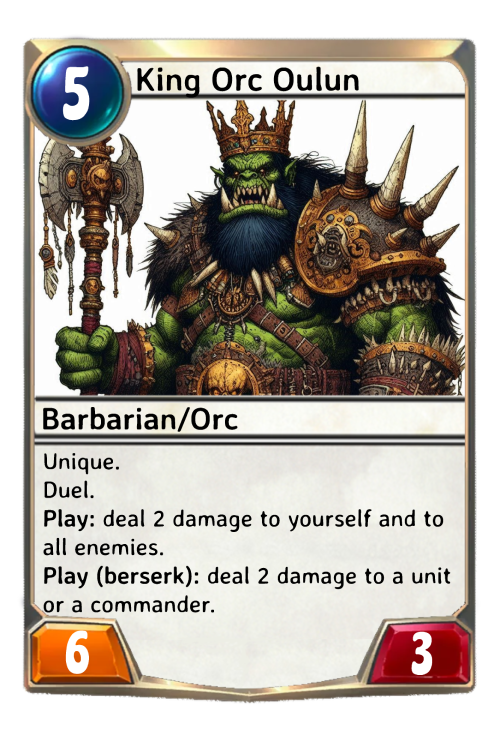 5
King Orc Oulun
Barbarian/Orc
Unique.
Duel.
Play: deal 2 damage to yourself and to
all enemies.
Play (berserk): deal 2 damage to a unit
or a commander.
6
3